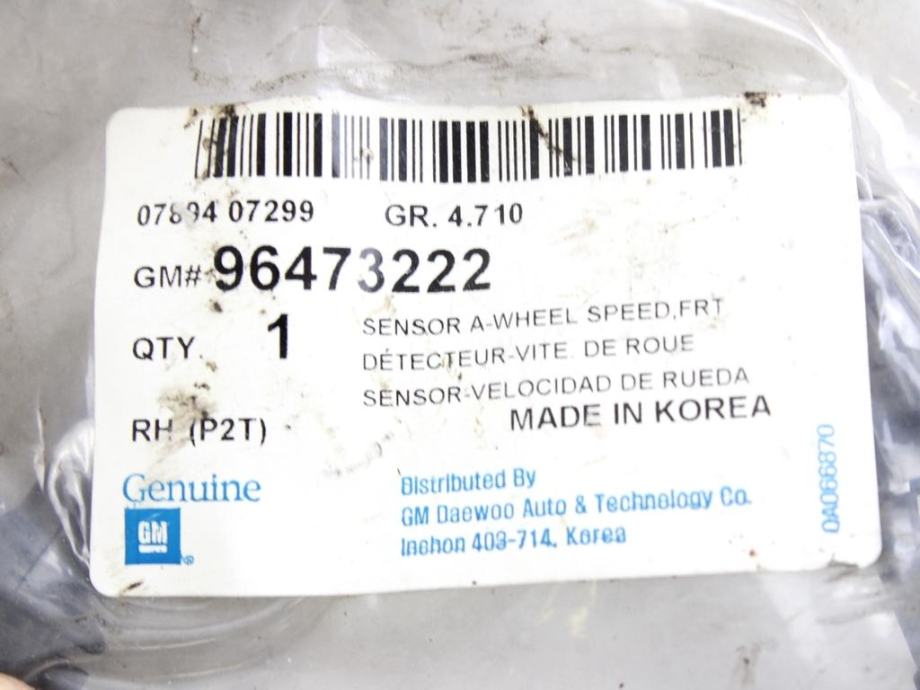 07894 07299 GR. 4.710
GM# 96473222
QTY. 1
SENSOR A-WHEEL SPEED,FRT
DÉTECTEUR-VITE. DE ROUE
SENSOR-VELOCIDAD DE RUEDA
MADE IN KOREA
RH (P2T)
Genuine
GM
Distributed By
GM Daewoo Auto & Technology Co.
Inchon 403-714, Korea
0A066870